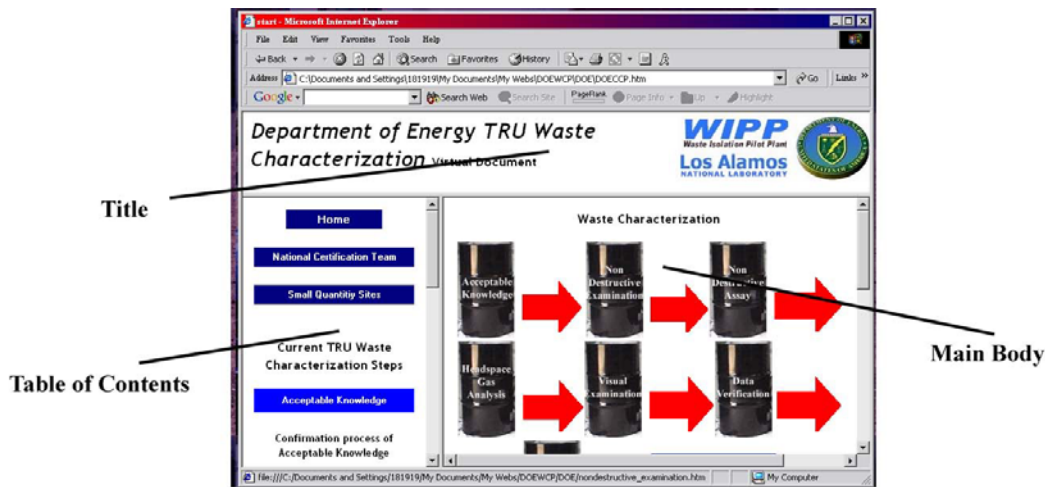 start - Microsoft Internet Explorer
File Edit View Favorites Tools Help
Back Search Favorites History
Address C:\Documents and Settings\181919\My Documents\My Webs\DOEWCP\DOE\DOECCP.htm Go Links »
Google Search Web Search Site PageRank Page Info Up Highlight
Department of Energy TRU Waste
Characterization Virtual Document
WIPP
Waste Isolation Pilot Plant
Los Alamos
NATIONAL LABORATORY
Title
Home
National Certification Team
Small Quantitiy Sites
Current TRU Waste
Characterization Steps
Acceptable Knowledge
Confirmation process of
Acceptable Knowledge
Table of Contents
Waste Characterization
Acceptable
Knowledge
Non
Destructive
Examination
Non
Destructive
Assay
Headspace
Gas
Analysis
Visual
Examination
Data
Verification
Main Body
file:///C:/Documents and Settings/181919/My Documents/My Webs/DOEWCP/DOE/nondestructive_examination.htm My Computer